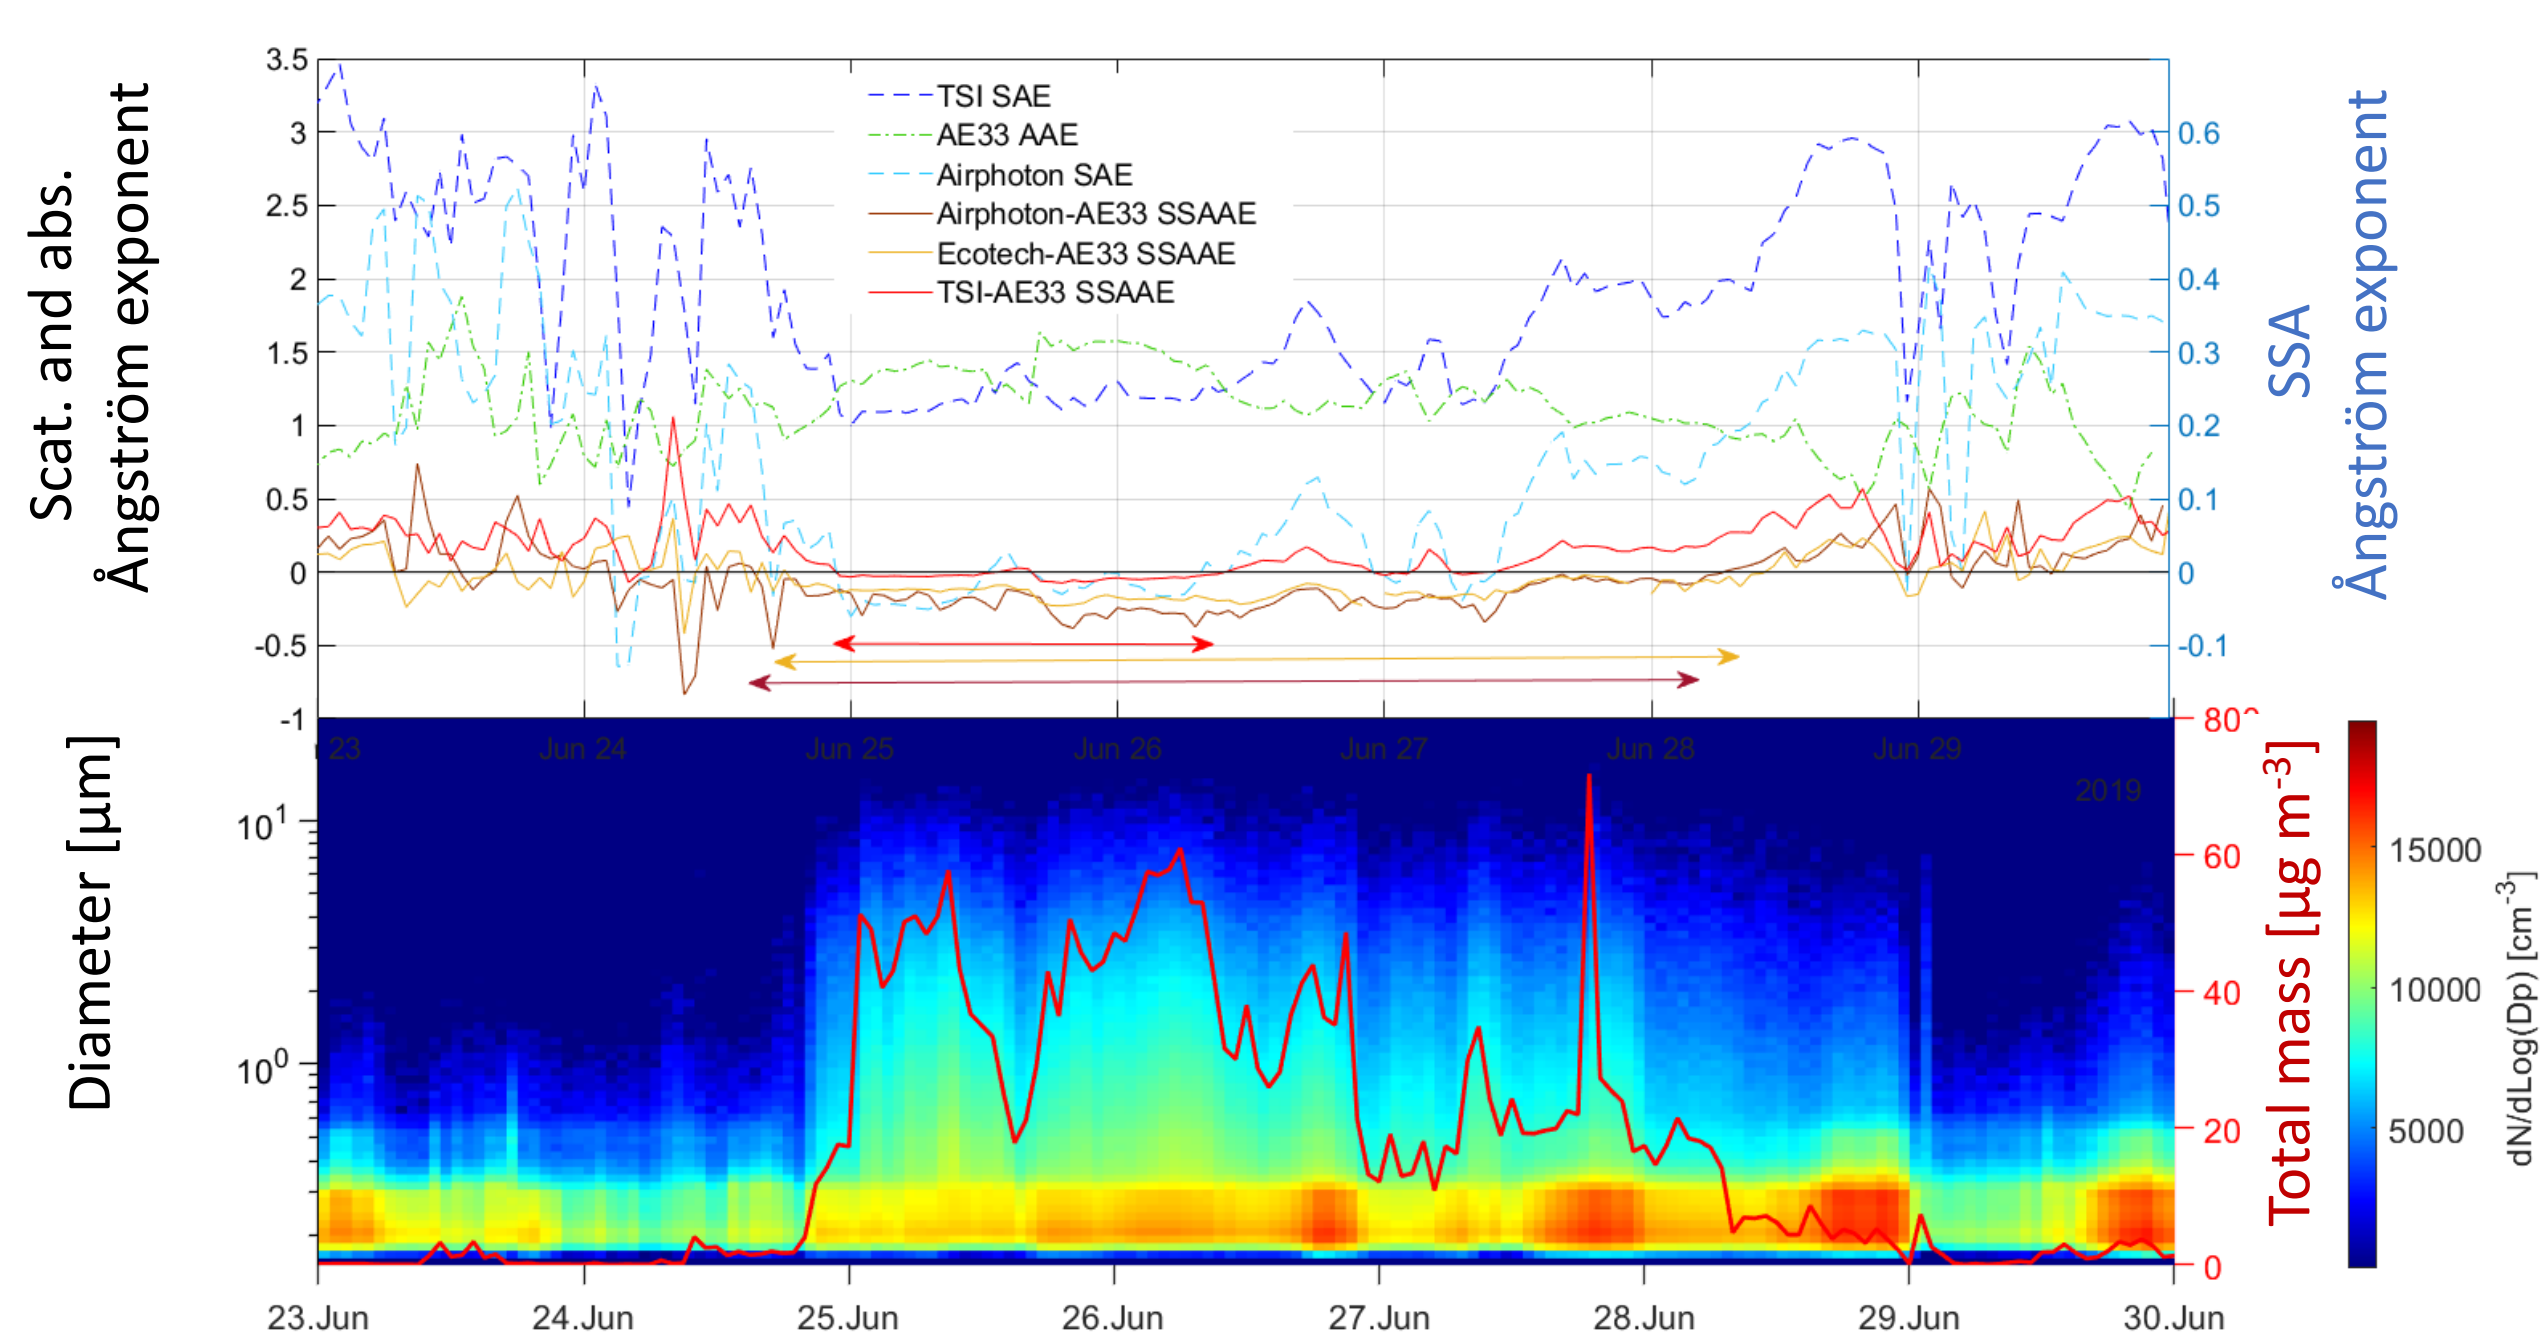 Scat. and abs.
Ångström exponent
3.5
3
2.5
2
1.5
1
0.5
0
-0.5
-1
TSI SAE
AE33 AAE
Airphoton SAE
Airphoton-AE33 SSAAE
Ecotech-AE33 SSAAE
TSI-AE33 SSAAE
0.6
0.5
0.4
0.3
0.2
0.1
0
-0.1
SSA
Ångström exponent
23
Jun 24
Jun 25
Jun 26
Jun 27
Jun 28
Jun 29
2019
Diameter [µm]
10¹
10⁰
80
60
40
20
0
Total mass [µg m⁻³]
15000
10000
5000
dN/dLog(Dp) [cm⁻³]
23.Jun
24.Jun
25.Jun
26.Jun
27.Jun
28.Jun
29.Jun
30.Jun